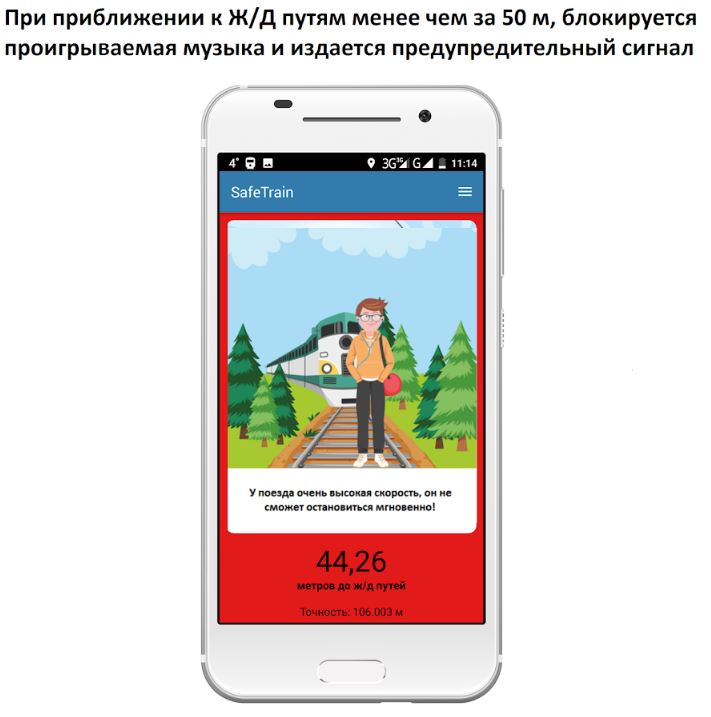 При приближении к Ж/Д путям менее чем за 50 м, блокируется
проигрываемая музыка и издается предупредительный сигнал
4° 3G 3G G 11:14
SafeTrain
У поезда очень высокая скорость, он не
сможет остановиться мгновенно!
44,26
метров до ж/д путей
Точность: 106.003 м